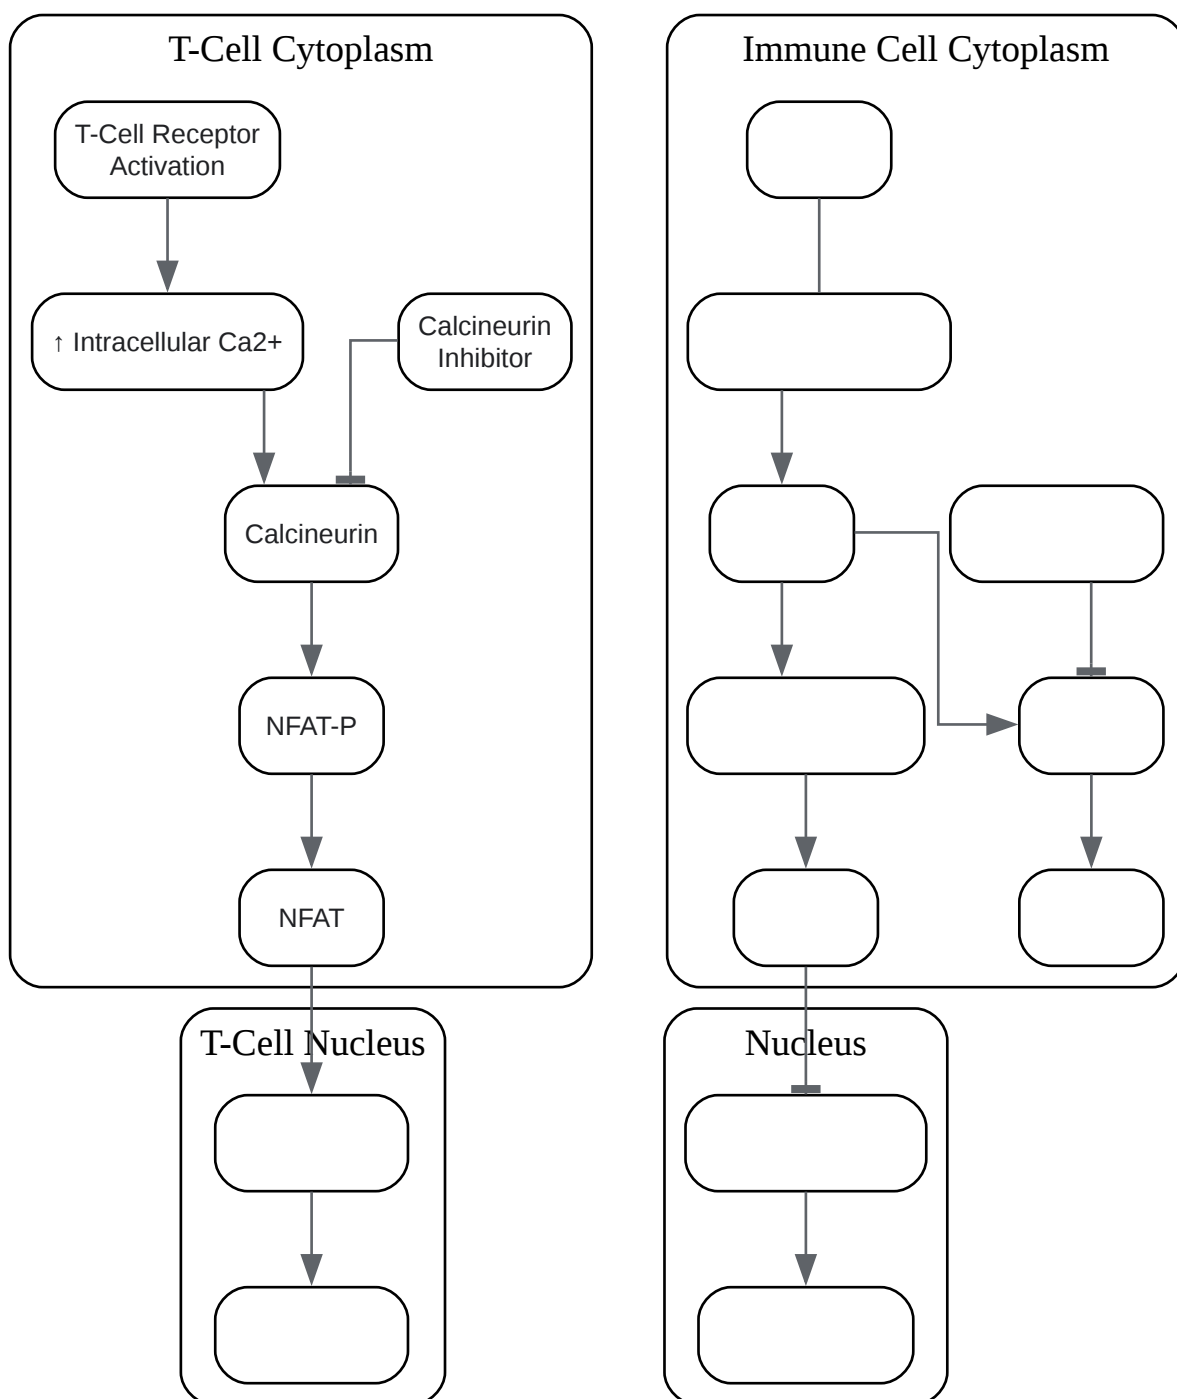 T-Cell Cytoplasm
T-Cell Receptor
Activation
↑ Intracellular Ca2+
Calcineurin
Inhibitor
Calcineurin
NFAT-P
NFAT
T-Cell Nucleus
Immune Cell Cytoplasm
Nucleus